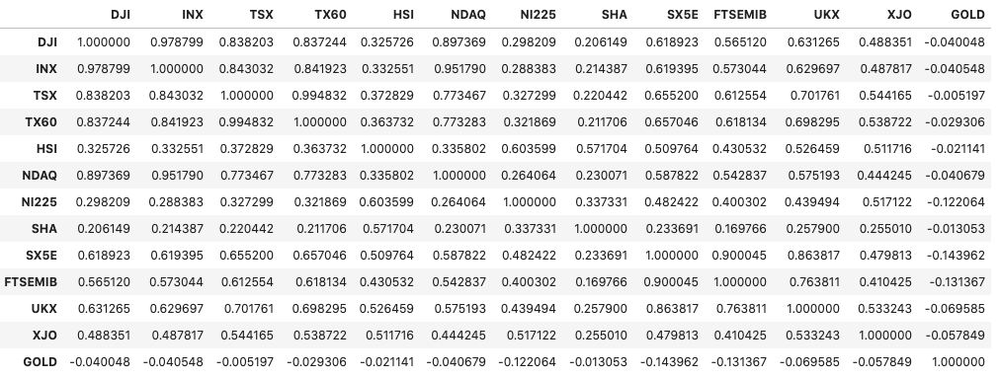 DJI INX TSX TX60 HSI NDAQ NI225 SHA SX5E FTSEMIB UKX XJO GOLD
DJI 1.000000 0.978799 0.838203 0.837244 0.325726 0.897369 0.298209 0.206149 0.618923 0.565120 0.631265 0.488351 -0.040048
INX 0.978799 1.000000 0.843032 0.841923 0.332551 0.951790 0.288383 0.214387 0.619395 0.573044 0.629697 0.487817 -0.040548
TSX 0.838203 0.843032 1.000000 0.994832 0.372829 0.773467 0.327299 0.220442 0.655200 0.612554 0.701761 0.544165 -0.005197
TX60 0.837244 0.841923 0.994832 1.000000 0.363732 0.773283 0.321869 0.211706 0.657046 0.618134 0.698295 0.538722 -0.029306
HSI 0.325726 0.332551 0.372829 0.363732 1.000000 0.335802 0.603599 0.571704 0.509764 0.430532 0.526459 0.511716 -0.021141
NDAQ 0.897369 0.951790 0.773467 0.773283 0.335802 1.000000 0.264064 0.230071 0.587822 0.542837 0.575193 0.444245 -0.040679
NI225 0.298209 0.288383 0.327299 0.321869 0.603599 0.264064 1.000000 0.337331 0.482422 0.400302 0.439494 0.517122 -0.122064
SHA 0.206149 0.214387 0.220442 0.211706 0.571704 0.230071 0.337331 1.000000 0.233691 0.169766 0.257900 0.255010 -0.013053
SX5E 0.618923 0.619395 0.655200 0.657046 0.509764 0.587822 0.482422 0.233691 1.000000 0.900045 0.863817 0.479813 -0.143962
FTSEMIB 0.565120 0.573044 0.612554 0.618134 0.430532 0.542837 0.400302 0.169766 0.900045 1.000000 0.763811 0.410425 -0.131367
UKX 0.631265 0.629697 0.701761 0.698295 0.526459 0.575193 0.439494 0.257900 0.863817 0.763811 1.000000 0.533243 -0.069585
XJO 0.488351 0.487817 0.544165 0.538722 0.511716 0.444245 0.517122 0.255010 0.479813 0.410425 0.533243 1.000000 -0.057849
GOLD -0.040048 -0.040548 -0.005197 -0.029306 -0.021141 -0.040679 -0.122064 -0.013053 -0.143962 -0.131367 -0.069585 -0.057849 1.000000